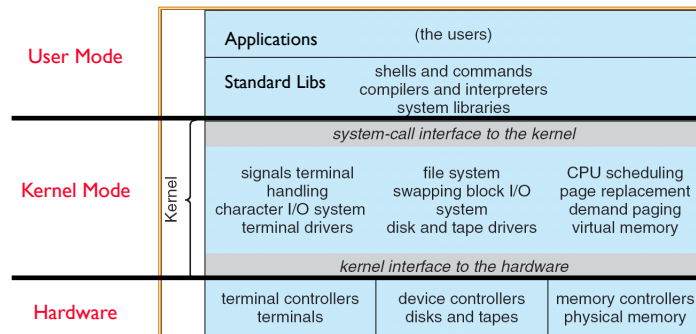 User Mode
Applications
(the users)
Standard Libs
shells and commands
compilers and interpreters
system libraries
Kernel Mode
Kernel
system-call interface to the kernel
signals terminal
handling
character I/O system
terminal drivers
file system
swapping block I/O
system
disk and tape drivers
CPU scheduling
page replacement
demand paging
virtual memory
kernel interface to the hardware
Hardware
terminal controllers
terminals
device controllers
disks and tapes
memory controllers
physical memory